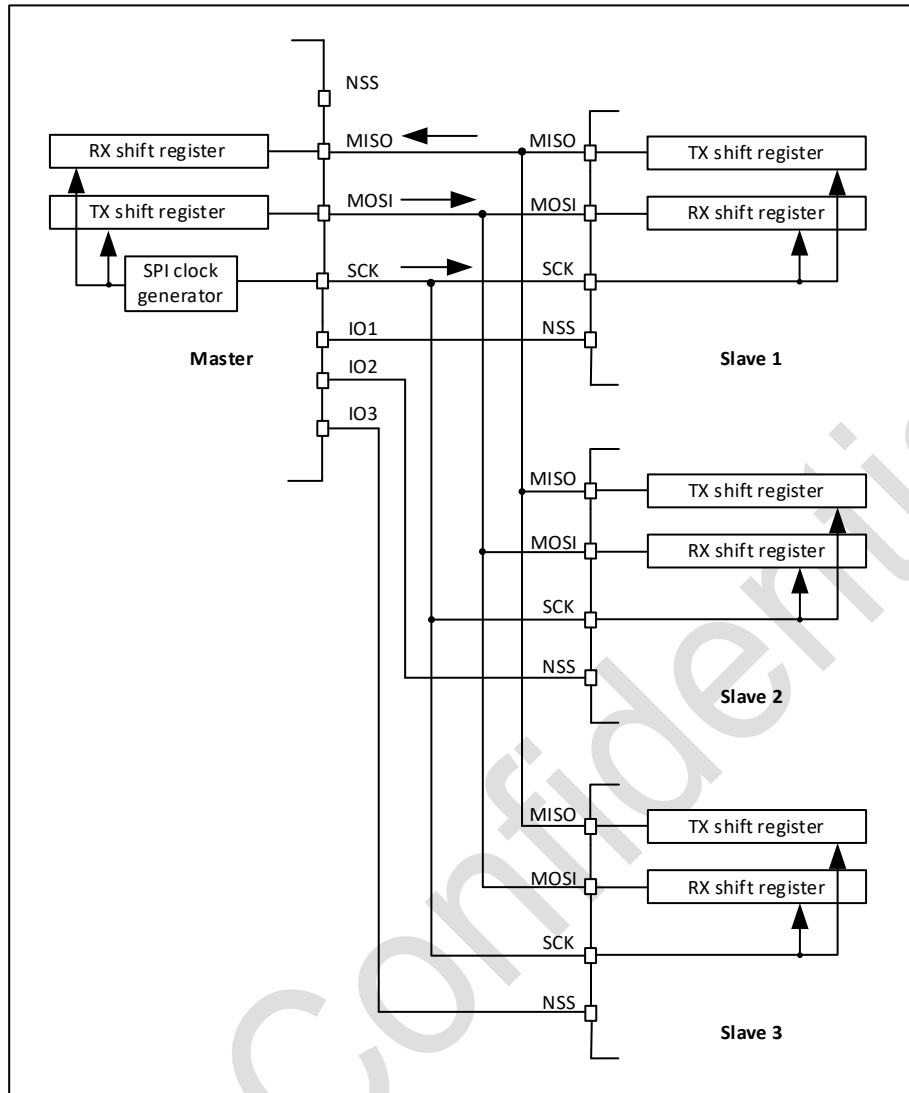 NSS
MISO
MISO
RX shift register
TX shift register
MOSI
MOSI
TX shift register
RX shift register
SCK
SCK
SPI clock
generator
IO1
NSS
Master
Slave 1
IO2
IO3
MISO
TX shift register
MOSI
RX shift register
SCK
NSS
Slave 2
MISO
TX shift register
MOSI
RX shift register
SCK
NSS
Slave 3